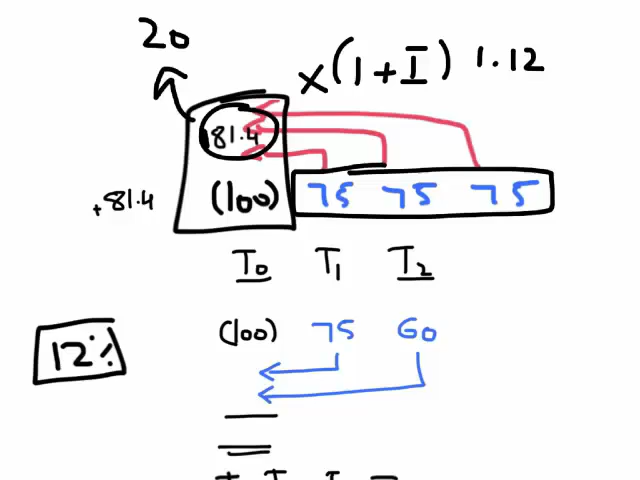 20
x(1+I) 1.12
81.4
+81.4 (100) 75 75 75
T0 T1 T2
12% (100) 75 60